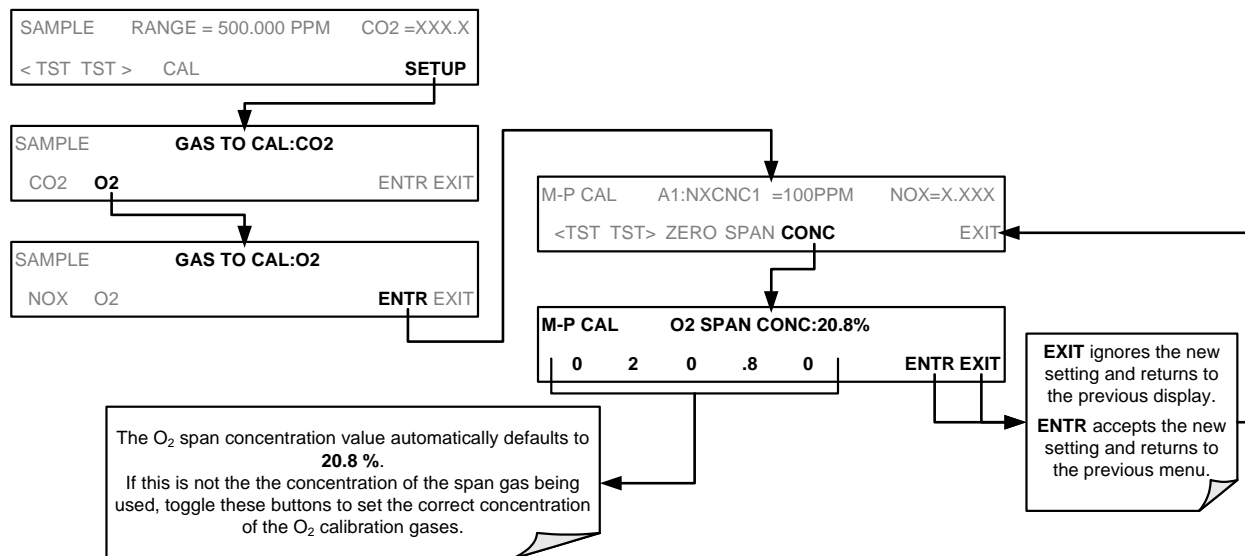 SAMPLE RANGE = 500.000 PPM CO2 =XXX.X
< TST TST > CAL SETUP
SAMPLE GAS TO CAL:CO2
CO2 O2 ENTR EXIT
SAMPLE GAS TO CAL:O2
NOX O2 ENTR EXIT
M-P CAL A1:NXCNC1 =100PPM NOX=X.XXX
<TST TST> ZERO SPAN CONC EXIT
M-P CAL O2 SPAN CONC:20.8%
0 2 0 .8 0 ENTR EXIT
EXIT ignores the new
setting and returns to
the previous display.
ENTR accepts the new
setting and returns to
the previous menu.
The O₂ span concentration value automatically defaults to
20.8 %.
If this is not the the concentration of the span gas being
used, toggle these buttons to set the correct concentration
of the O₂ calibration gases.